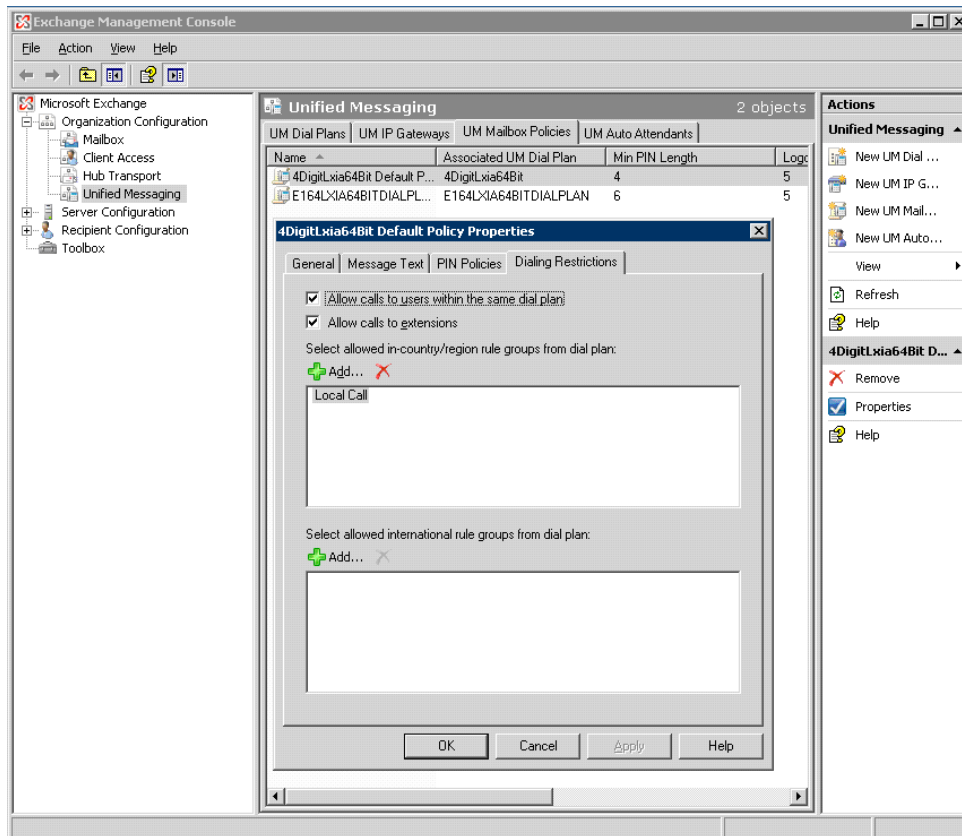 Exchange Management Console
File Action View Help
Microsoft Exchange
Organization Configuration
Mailbox
Client Access
Hub Transport
Unified Messaging
Server Configuration
Recipient Configuration
Toolbox
Unified Messaging 2 objects
UM Dial Plans UM IP Gateways UM Mailbox Policies UM Auto Attendants
Name Associated UM Dial Plan Min PIN Length Logo
4DigitLxia64Bit Default P... 4DigitLxia64Bit 4 5
E164LXIA64BITDIALPL... E164LXIA64BITDIALPLAN 6 5
4DigitLxia64Bit Default Policy Properties
General Message Text PIN Policies Dialing Restrictions
Allow calls to users within the same dial plan
Allow calls to extensions
Select allowed in-country/region rule groups from dial plan:
Add...
Local Call
Select allowed international rule groups from dial plan:
Add...
OK Cancel Apply Help
Actions
Unified Messaging
New UM Dial ...
New UM IP G...
New UM Mail...
New UM Auto...
View
Refresh
Help
4DigitLxia64Bit D...
Remove
Properties
Help